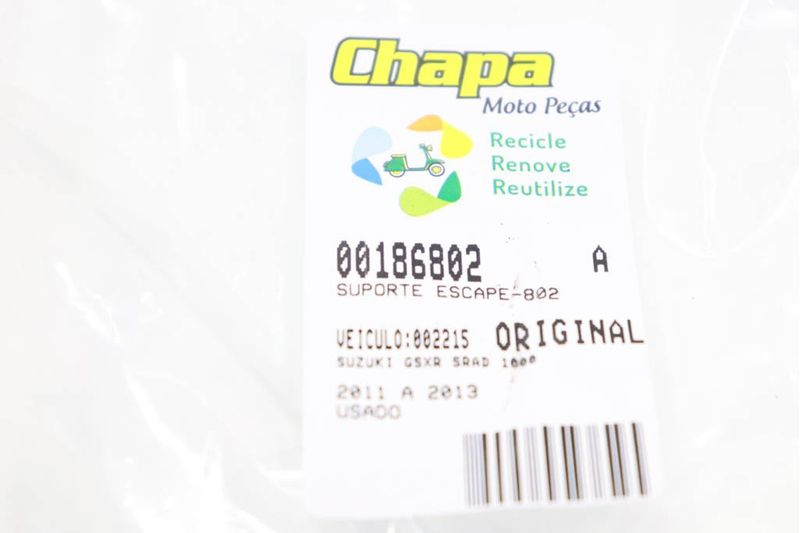 Chapa
Moto Peças
Recicle
Renove
Reutilize
00186802 A
SUPORTE ESCAPE-802
VEICULO:002215 ORIGINAL
SUZUKI GSXR SRAD 1000
2011 A 2013
USADO